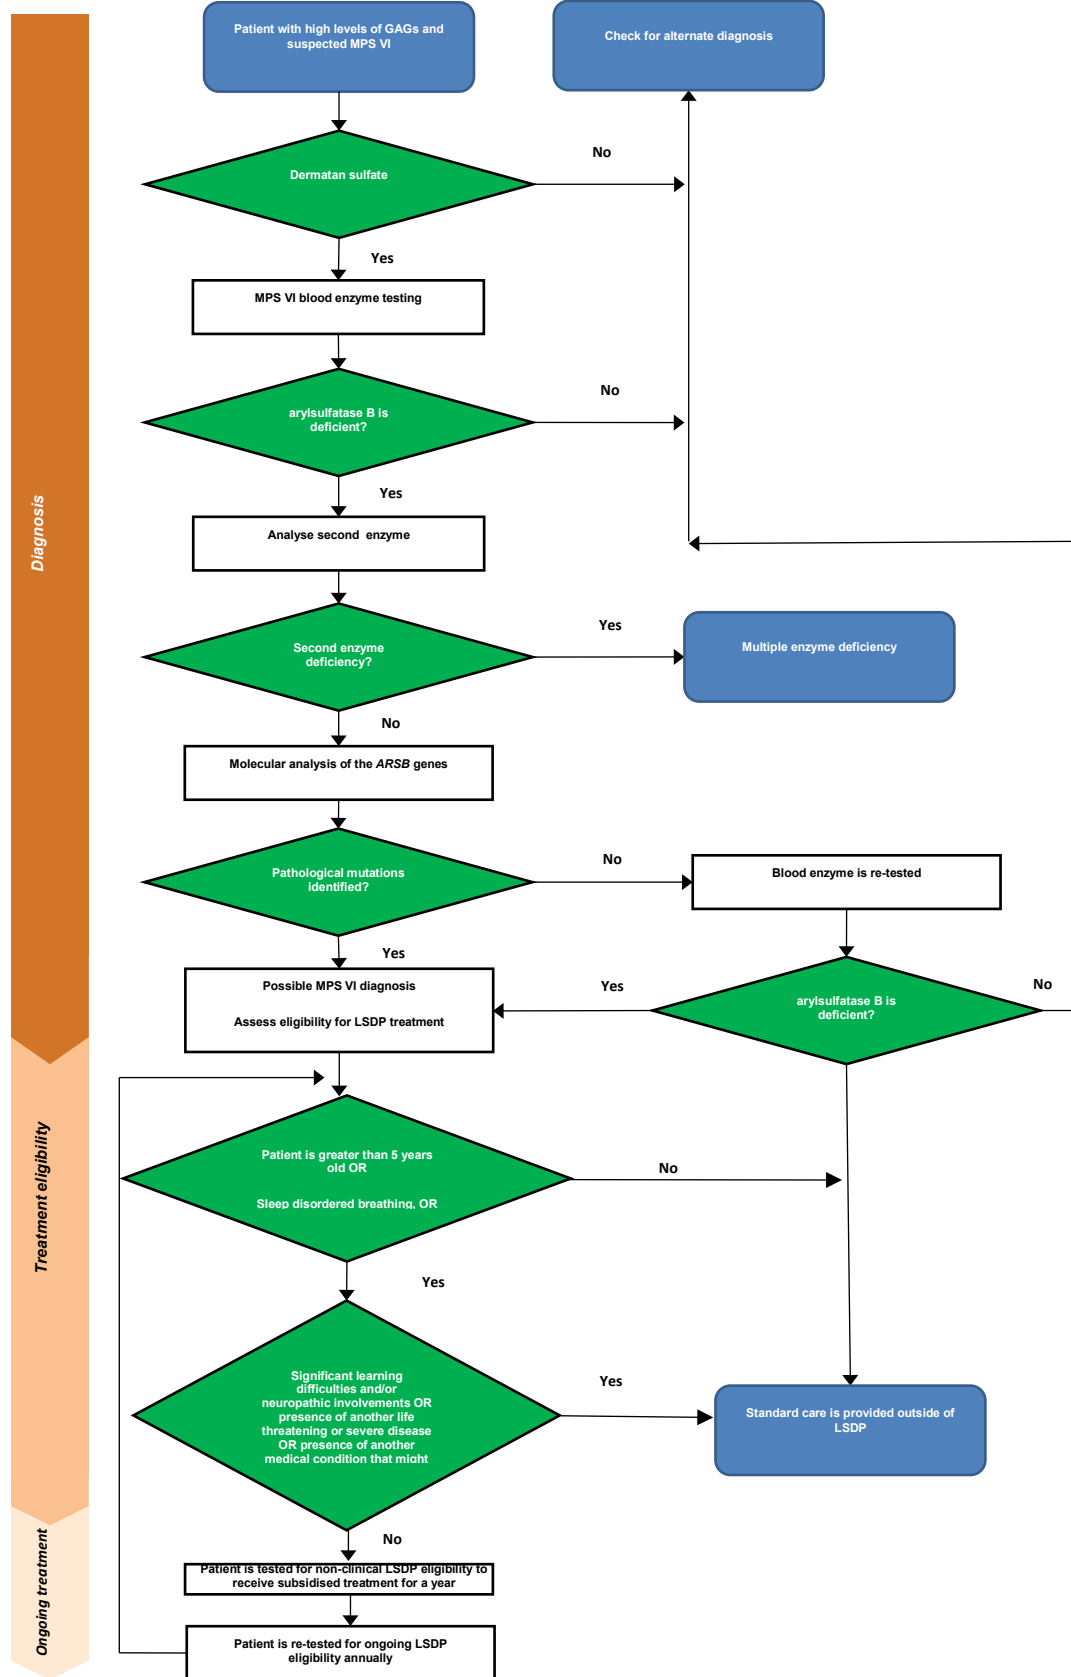 Patient with high levels of GAGs and
suspected MPS VI
Check for alternate diagnosis
No
Dermatan sulfate
Yes
MPS VI blood enzyme testing
No
arylsulfatase B is
deficient?
Yes
Analyse second enzyme
Diagnosis
Yes
Second enzyme
deficiency?
Multiple enzyme deficiency
No
Molecular analysis of the ARSB genes
No
Pathological mutations
identified?
Blood enzyme is re-tested
Yes
Possible MPS VI diagnosis
Assess eligibility for LSDP treatment
Yes
arylsulfatase B is
deficient?
No
Treatment eligibility
Patient is greater than 5 years
old OR
Sleep disordered breathing, OR
No
Yes
Significant learning
difficulties and/or
neuropathic involvements OR
presence of another life
threatening or severe disease
OR presence of another
medical condition that might
Yes
Standard care is provided outside of
LSDP
No
Ongoing treatment
Patient is tested for non-clinical LSDP eligibility to
receive subsidised treatment for a year
Patient is re-tested for ongoing LSDP
eligibility annually